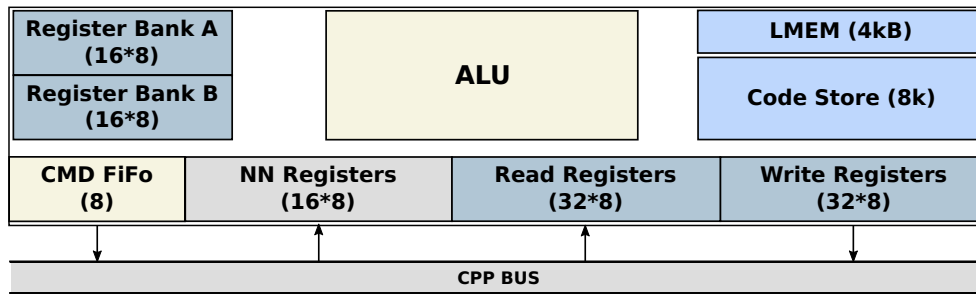 Register Bank A
(16*8)
Register Bank B
(16*8)
ALU
LMEM (4kB)
Code Store (8k)
CMD FiFo
(8)
NN Registers
(16*8)
Read Registers
(32*8)
Write Registers
(32*8)
CPP BUS